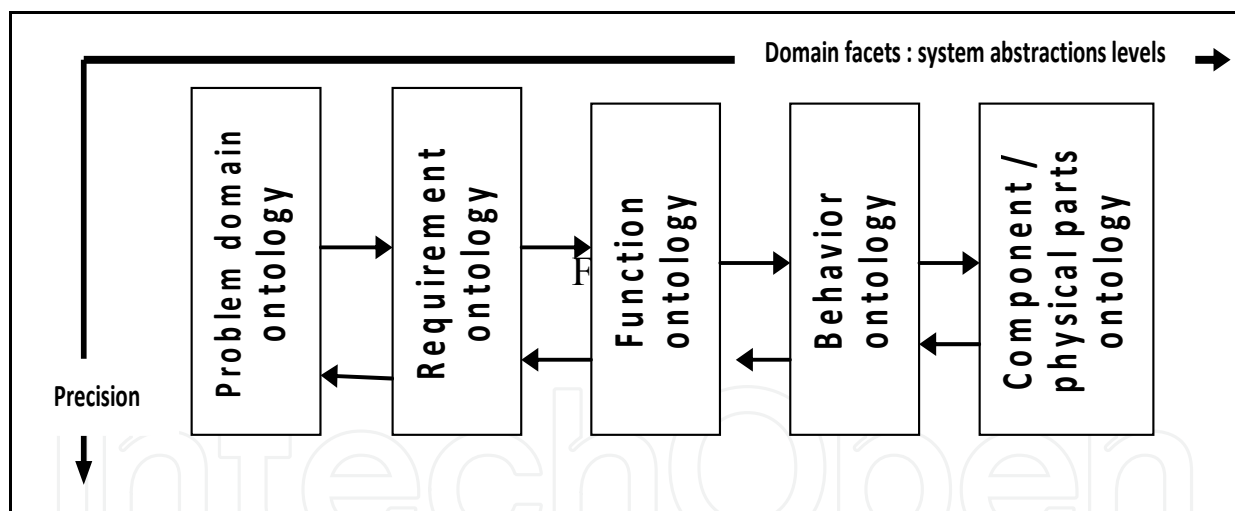 Domain facets : system abstractions levels
Problem domain
ontology
Requirement
ontology
F
Function
ontology
Behavior
ontology
Component /
physical parts
ontology
Precision
IntechOpen